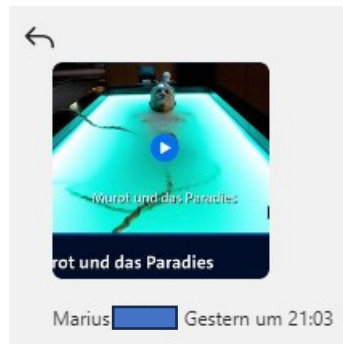 Murot und das Paradies
rot und das Paradies
Marius Gestern um 21:03